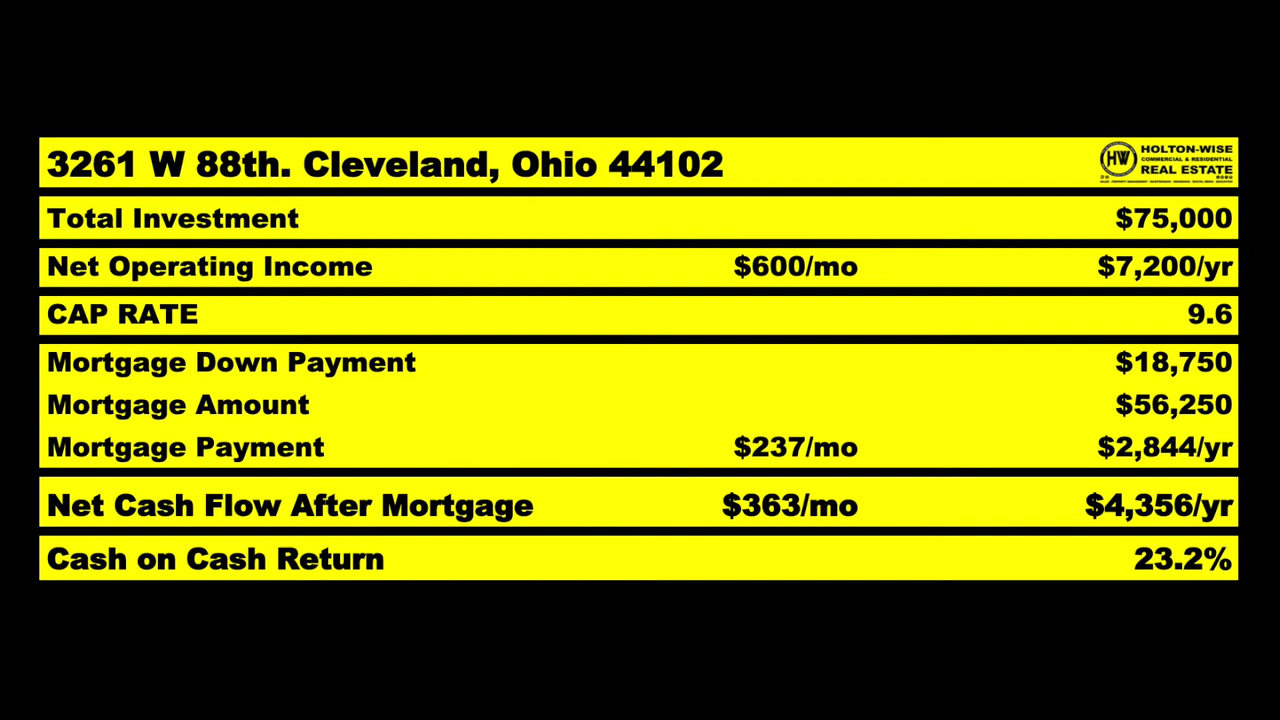 3261 W 88th. Cleveland, Ohio 44102
HW
HOLTON-WISE
COMMERCIAL & RESIDENTIAL
REAL ESTATE
Total Investment $75,000
Net Operating Income $600/mo $7,200/yr
CAP RATE 9.6
Mortgage Down Payment $18,750
Mortgage Amount $56,250
Mortgage Payment $237/mo $2,844/yr
Net Cash Flow After Mortgage $363/mo $4,356/yr
Cash on Cash Return 23.2%